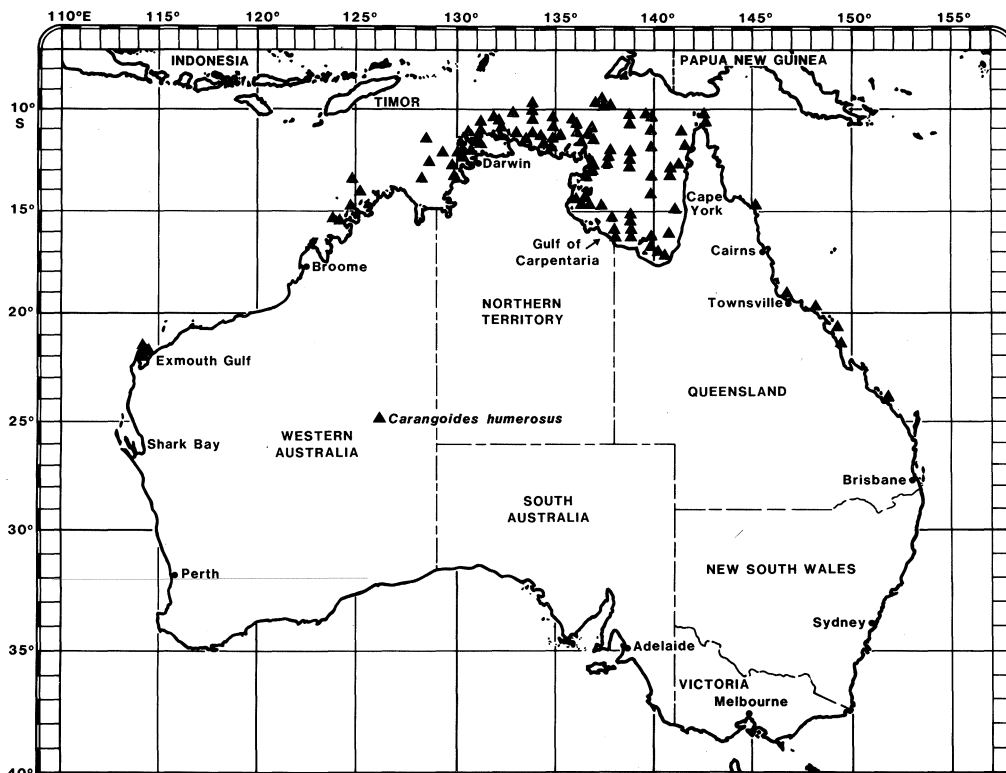 110°E 115° 120° 125° 130° 135° 140° 145° 150° 155°
INDONESIA
PAPUA NEW GUINEA
TIMOR
10°
S
Darwin
15°
Cape
York
Gulf of
Carpentaria
Cairns
Broome
NORTHERN
TERRITORY
Townsville
20°
Exmouth Gulf
QUEENSLAND
25°
Carangoides humerosus
Shark Bay
WESTERN
AUSTRALIA
Brisbane
SOUTH
AUSTRALIA
30°
Perth
NEW SOUTH WALES
Sydney
35°
Adelaide
VICTORIA
Melbourne
40°